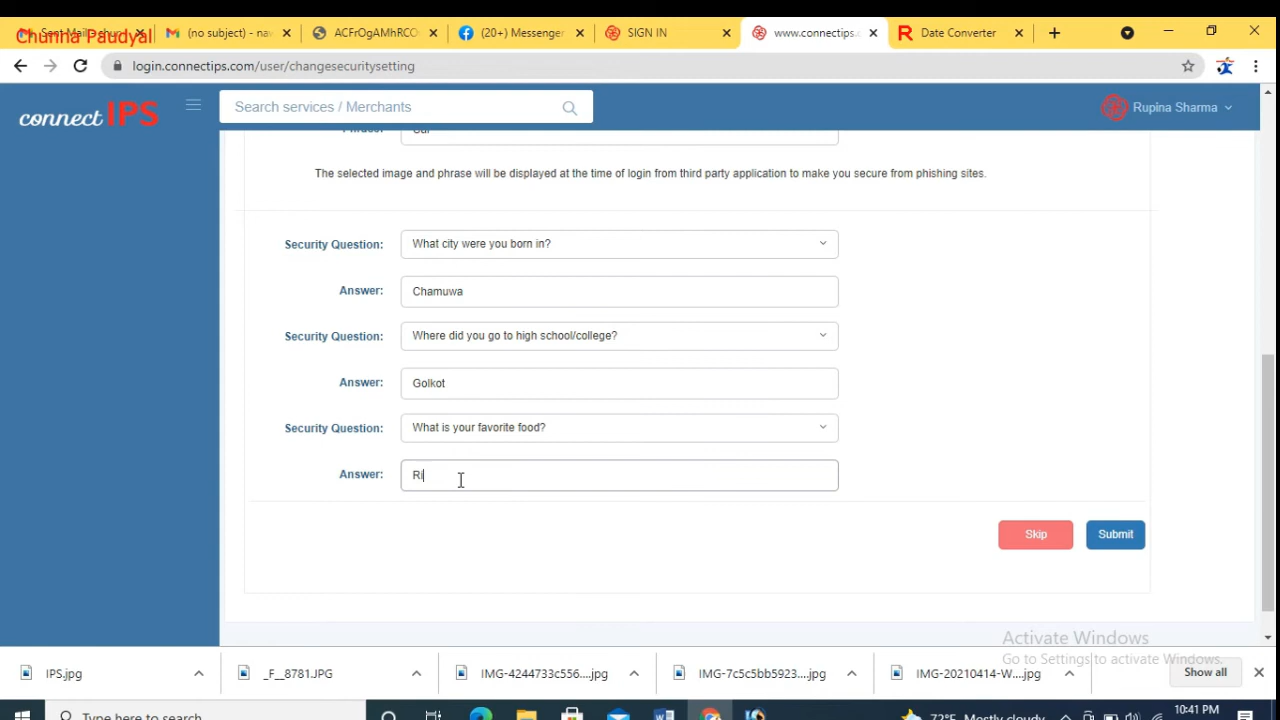 Chunna Paudyal
(no subject) - na
ACFrOgAMhRCO
(20+) Messenger
SIGN IN
www.connectips.
Date Converter
login.connectips.com/user/changesecuritysetting
connectIPS
Search services / Merchants
Rupina Sharma
The selected image and phrase will be displayed at the time of login from third party application to make you secure from phishing sites.
Security Question: What city were you born in?
Answer: Chamuwa
Security Question: Where did you go to high school/college?
Answer: Golkot
Security Question: What is your favorite food?
Answer: Ri
Skip Submit
Activate Windows
Go to Settings to activate Windows.
IPS.jpg
_F__8781.JPG
IMG-4244733c556....jpg
IMG-7c5c5bb5923....jpg
IMG-20210414-W....jpg
Show all
Type here to search
72°F Mostly cloudy
10:41 PM